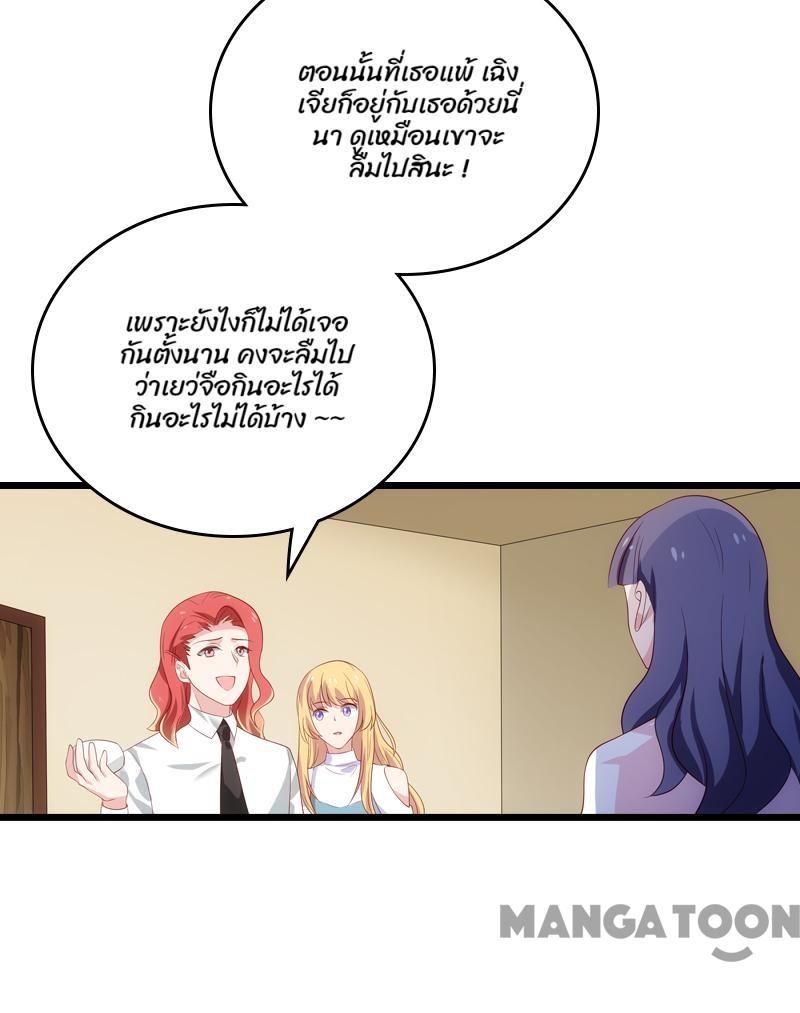 ตอนนั้นที่เธอแพ้ เฉิง
เจียก็อยู่กับเธอด้วยนี่
นา ดูเหมือนเขาจะ
ลืมไปสินะ !
เพราะยังไงก็ไม่ได้เจอ
กันตั้งนาน คงจะลืมไป
ว่าเยว่จือกินอะไรได้
กินอะไรไม่ได้บ้าง ~~
MANGATOON